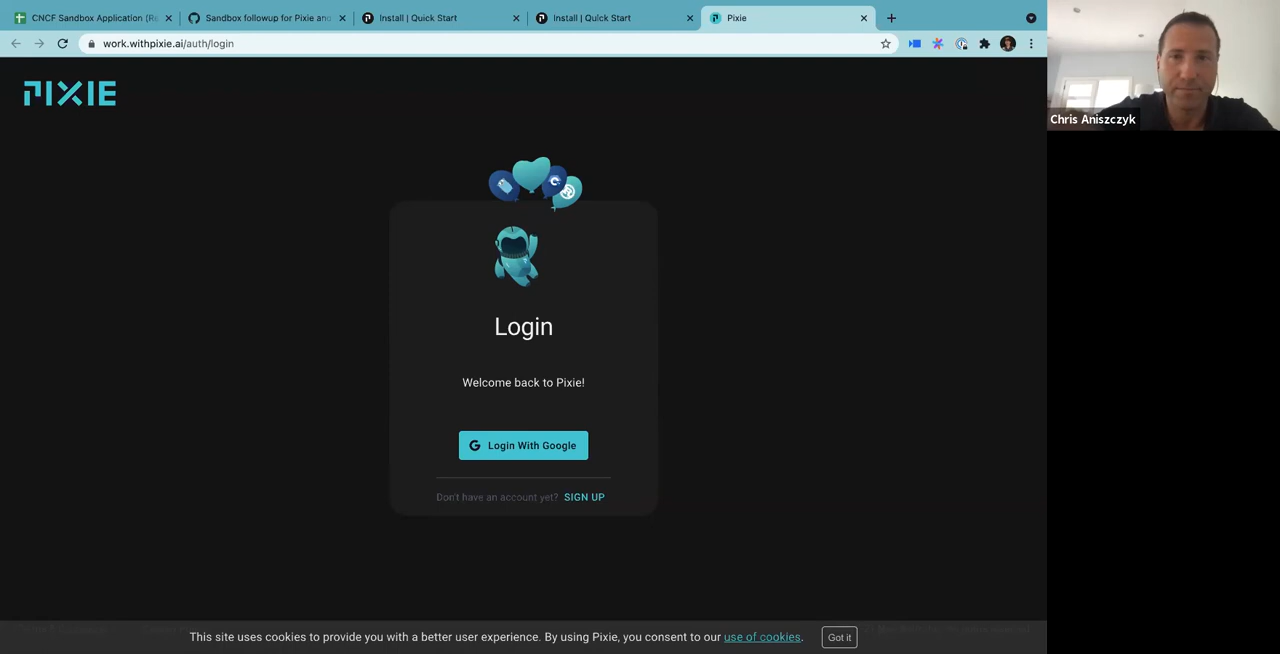 CNCF Sandbox Application (Re
Sandbox followup for Pixie and
Install | Quick Start
Install | Quick Start
Pixie
work.withpixie.ai/auth/login
Chris Aniszczyk
PIXIE
Login
Welcome back to Pixie!
Login With Google
Don't have an account yet? SIGN UP
This site uses cookies to provide you with a better user experience. By using Pixie, you consent to our use of cookies.
Got it